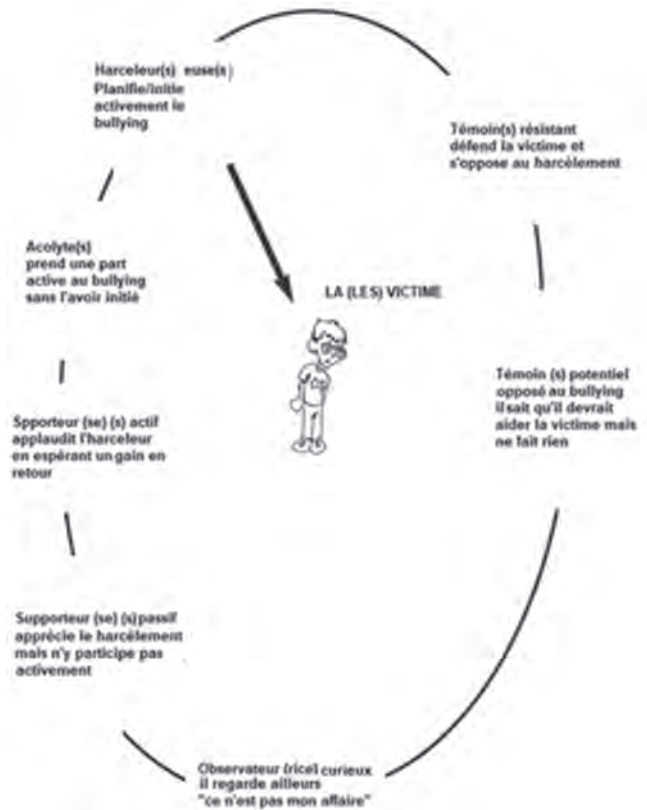 Harceleur(s) euse(s)
Planifie/initie
activement le
bullying
Témoin(s) résistant
défend la victime et
s'oppose au harcèlement
Acolyte(s)
prend une part
active au bullying
sans l'avoir initié
LA (LES) VICTIME
Témoin (s) potentiel
opposé au bullying
il sait qu'il devrait
aider la victime mais
ne fait rien
Spporteur (se) (s) actif
applaudit l'harceleur
en espérant un gain en
retour
Supporteur (se) (s) passif
apprécie le harcèlement
mais n'y participe pas
activement
Observateur (rice) curieux
il regarde ailleurs
"ce n'est pas mon affaire"